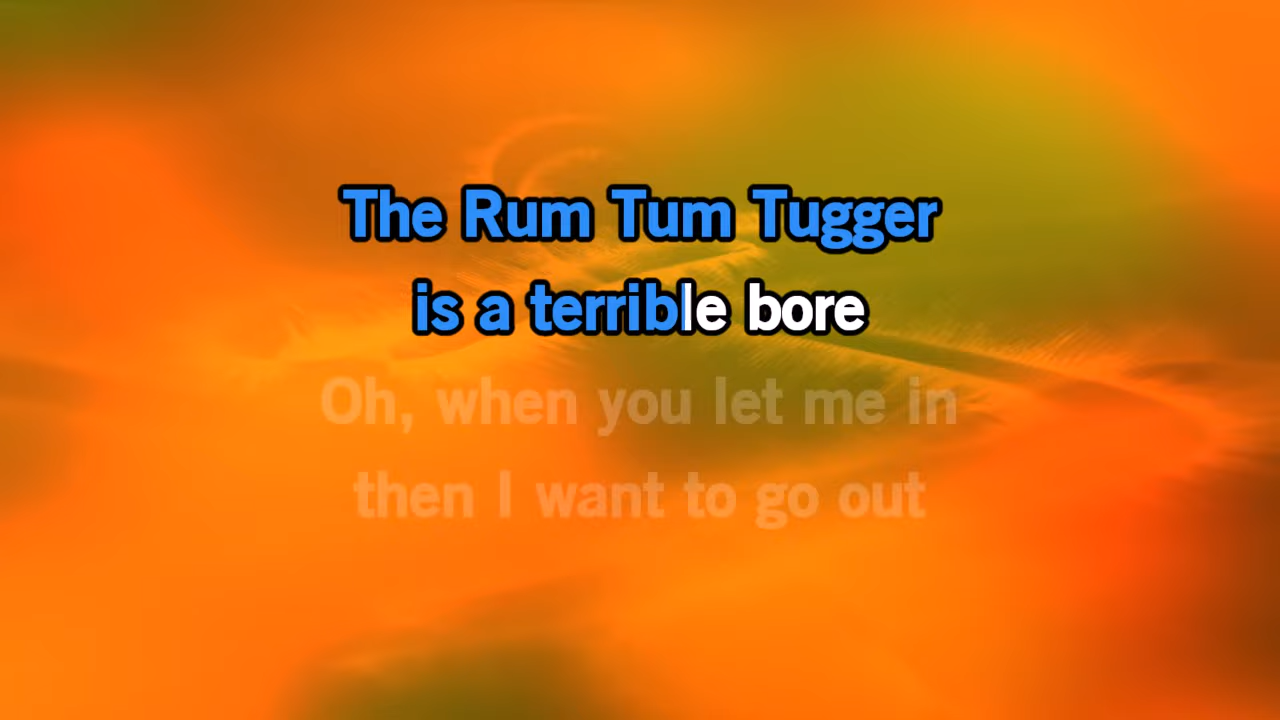 The Rum Tum Tugger
is a terrible bore
Oh, when you let me in
then I want to go out